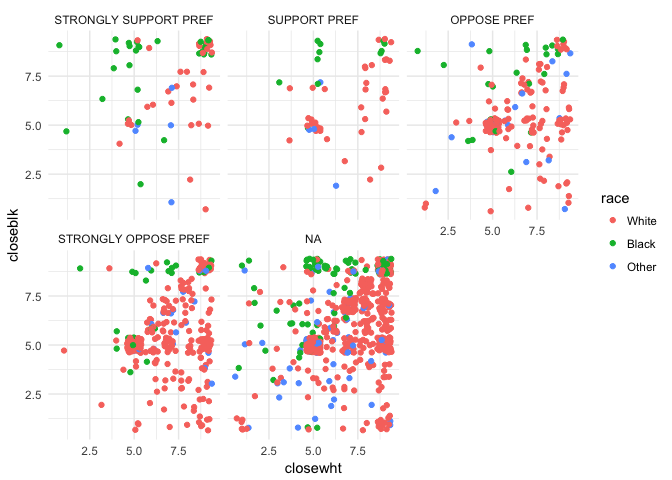 STRONGLY SUPPORT PREF
SUPPORT PREF
OPPOSE PREF
7.5
5.0
2.5
2.5
5.0
7.5
STRONGLY OPPOSE PREF
NA
7.5
5.0
2.5
2.5
5.0
7.5
2.5
5.0
7.5
closewht
closeblk
race
White
Black
Other